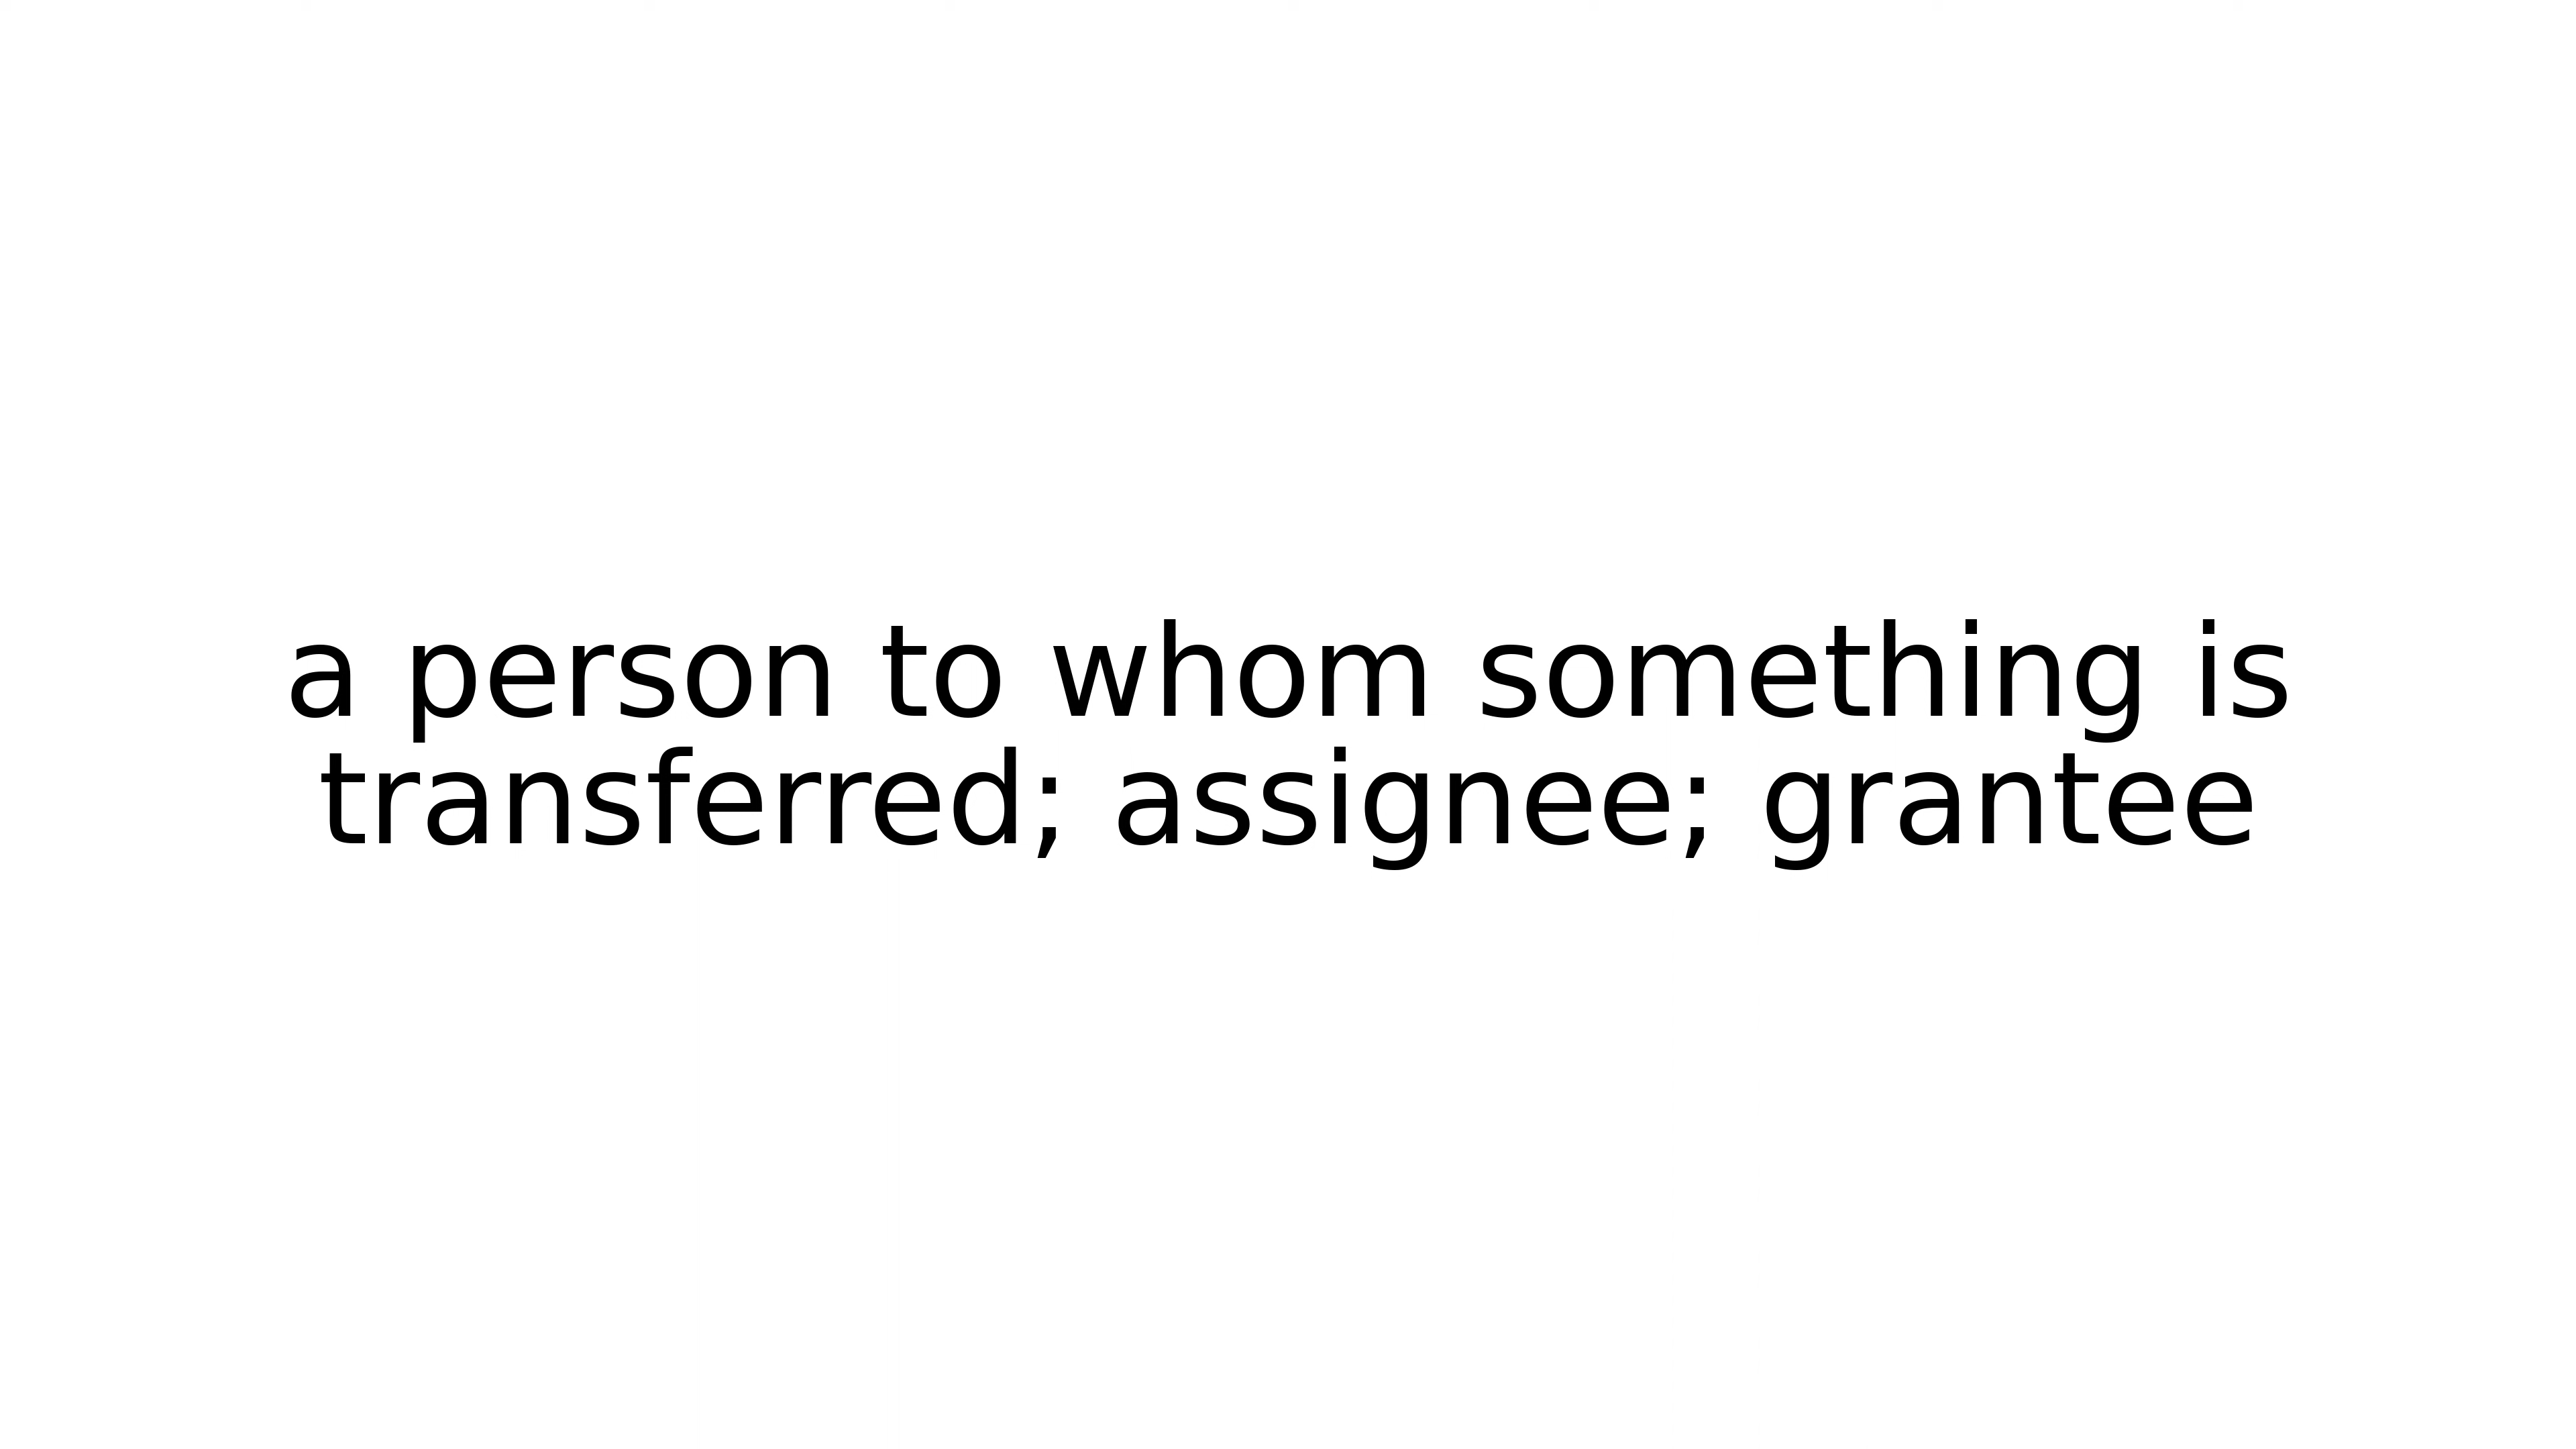 a person to whom something is
transferred; assignee; grantee